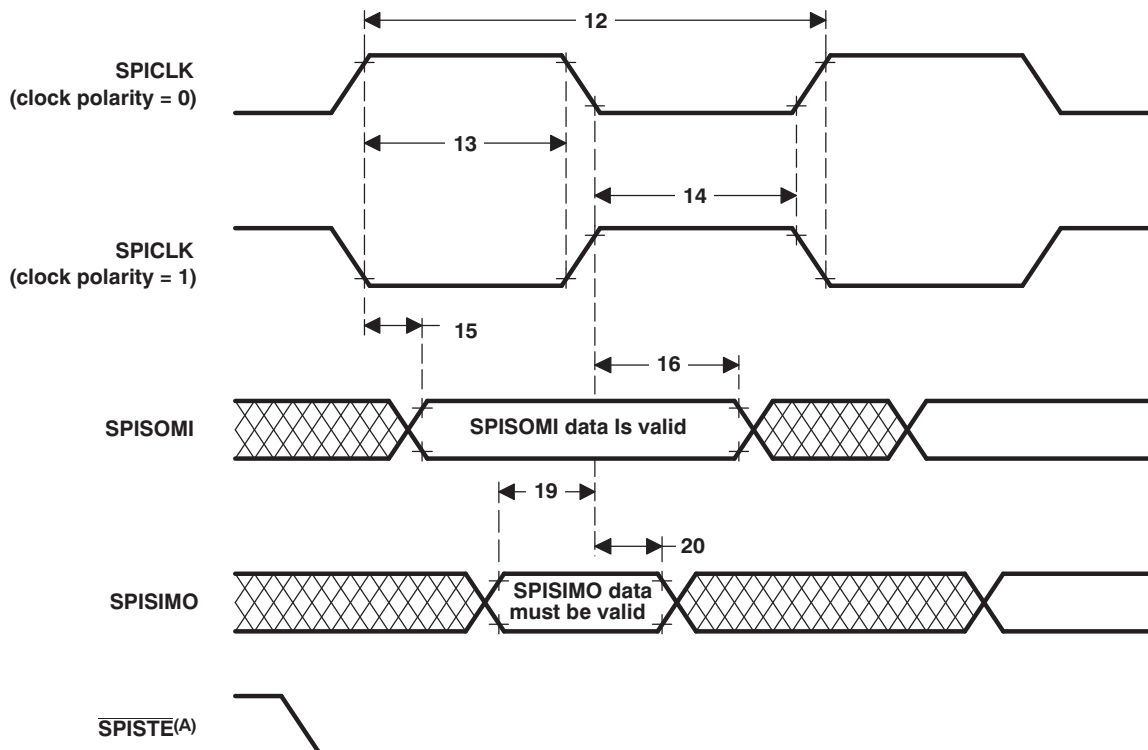 12
SPICLK
(clock polarity = 0)
13
14
SPICLK
(clock polarity = 1)
15
16
SPISOMI
SPISOMI data Is valid
19
20
SPISIMO
SPISIMO data
must be valid
SPISTE(A)